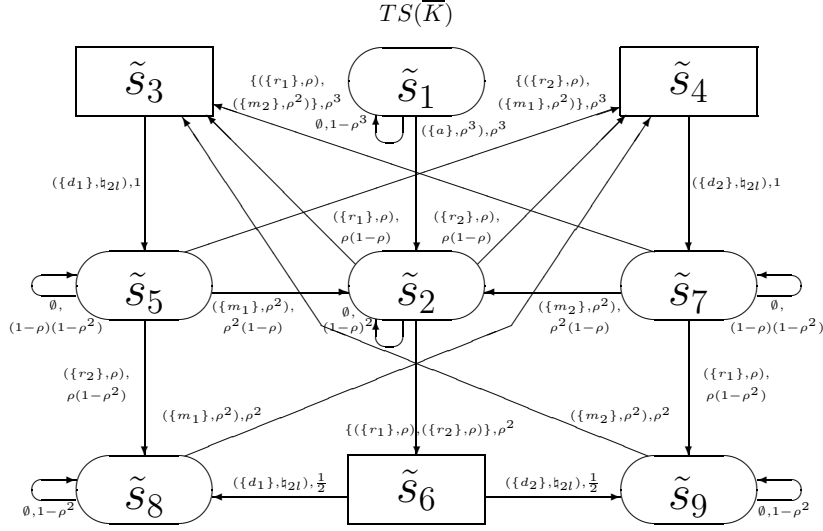 TS(K̅)
s̃₃
s̃₁
s̃₄
{({r₁},ρ),
({m₂},ρ²)},ρ³
{({r₂},ρ),
({m₁},ρ²)},ρ³
∅,1−ρ³
({a},ρ³),ρ³
({d₁},♮₂ₗ),1
({d₂},♮₂ₗ),1
({r₁},ρ),
ρ(1−ρ)
({r₂},ρ),
ρ(1−ρ)
s̃₅
s̃₂
s̃₇
∅,
(1−ρ)(1−ρ²)
({m₁},ρ²),
ρ²(1−ρ)
∅,
(1−ρ)²
({m₂},ρ²),
ρ²(1−ρ)
∅,
(1−ρ)(1−ρ²)
({r₂},ρ),
ρ(1−ρ²)
({r₁},ρ),
ρ(1−ρ²)
({m₁},ρ²),ρ²
({m₂},ρ²),ρ²
{({r₁},ρ),({r₂},ρ)},ρ²
s̃₈
s̃₆
s̃₉
({d₁},♮₂ₗ),½
({d₂},♮₂ₗ),½
∅,1−ρ²
∅,1−ρ²